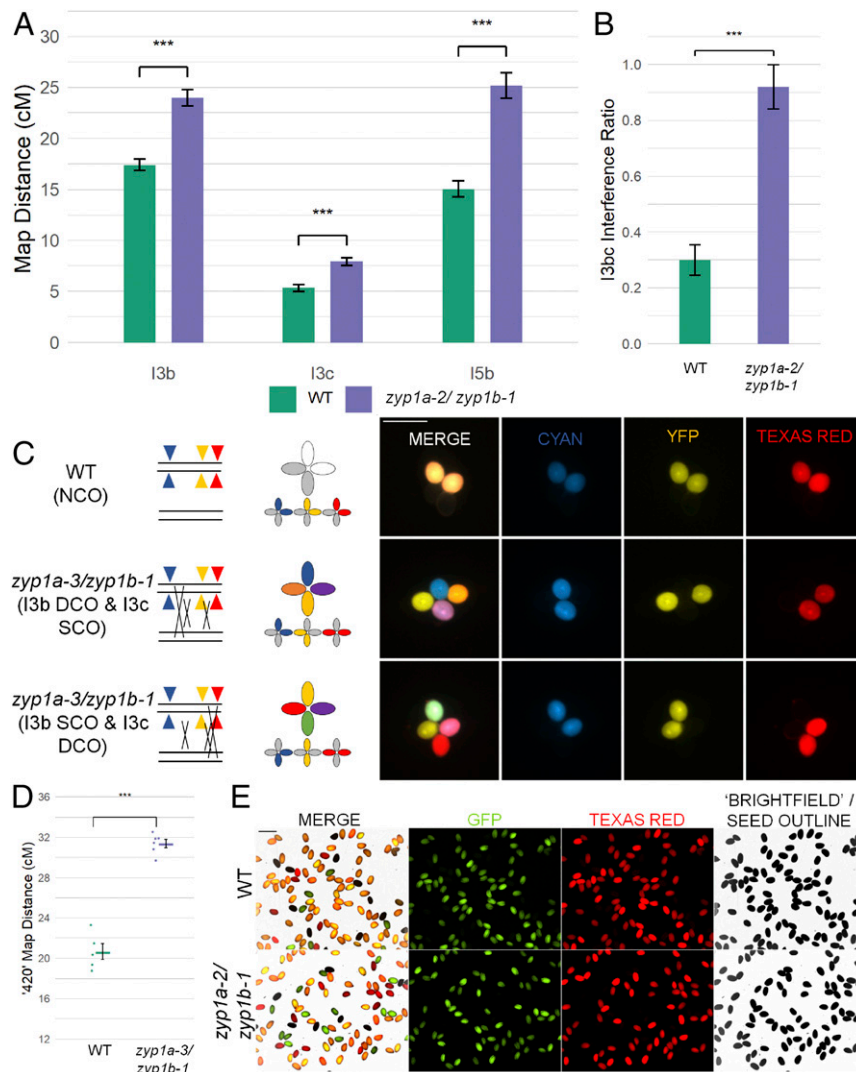 A
Map Distance (cM)
30
25
20
15
10
5
0
***
***
***
I3b
I3c
I5b
WT
zyp1a-2/ zyp1b-1
B
I3bc Interference Ratio
1.0
0.8
0.6
0.4
0.2
0.0
***
WT
zyp1a-2/
zyp1b-1
C
WT
(NCO)
zyp1a-3/zyp1b-1
(I3b DCO & I3c
SCO)
zyp1a-3/zyp1b-1
(I3b SCO & I3c
DCO)
MERGE
CYAN
YFP
TEXAS RED
D
'420' Map Distance (cM)
36
32
28
24
20
16
12
***
WT
zyp1a-3/
zyp1b-1
E
MERGE
GFP
TEXAS RED
'BRIGHTFIELD' /
SEED OUTLINE
WT
zyp1a-2/
zyp1b-1